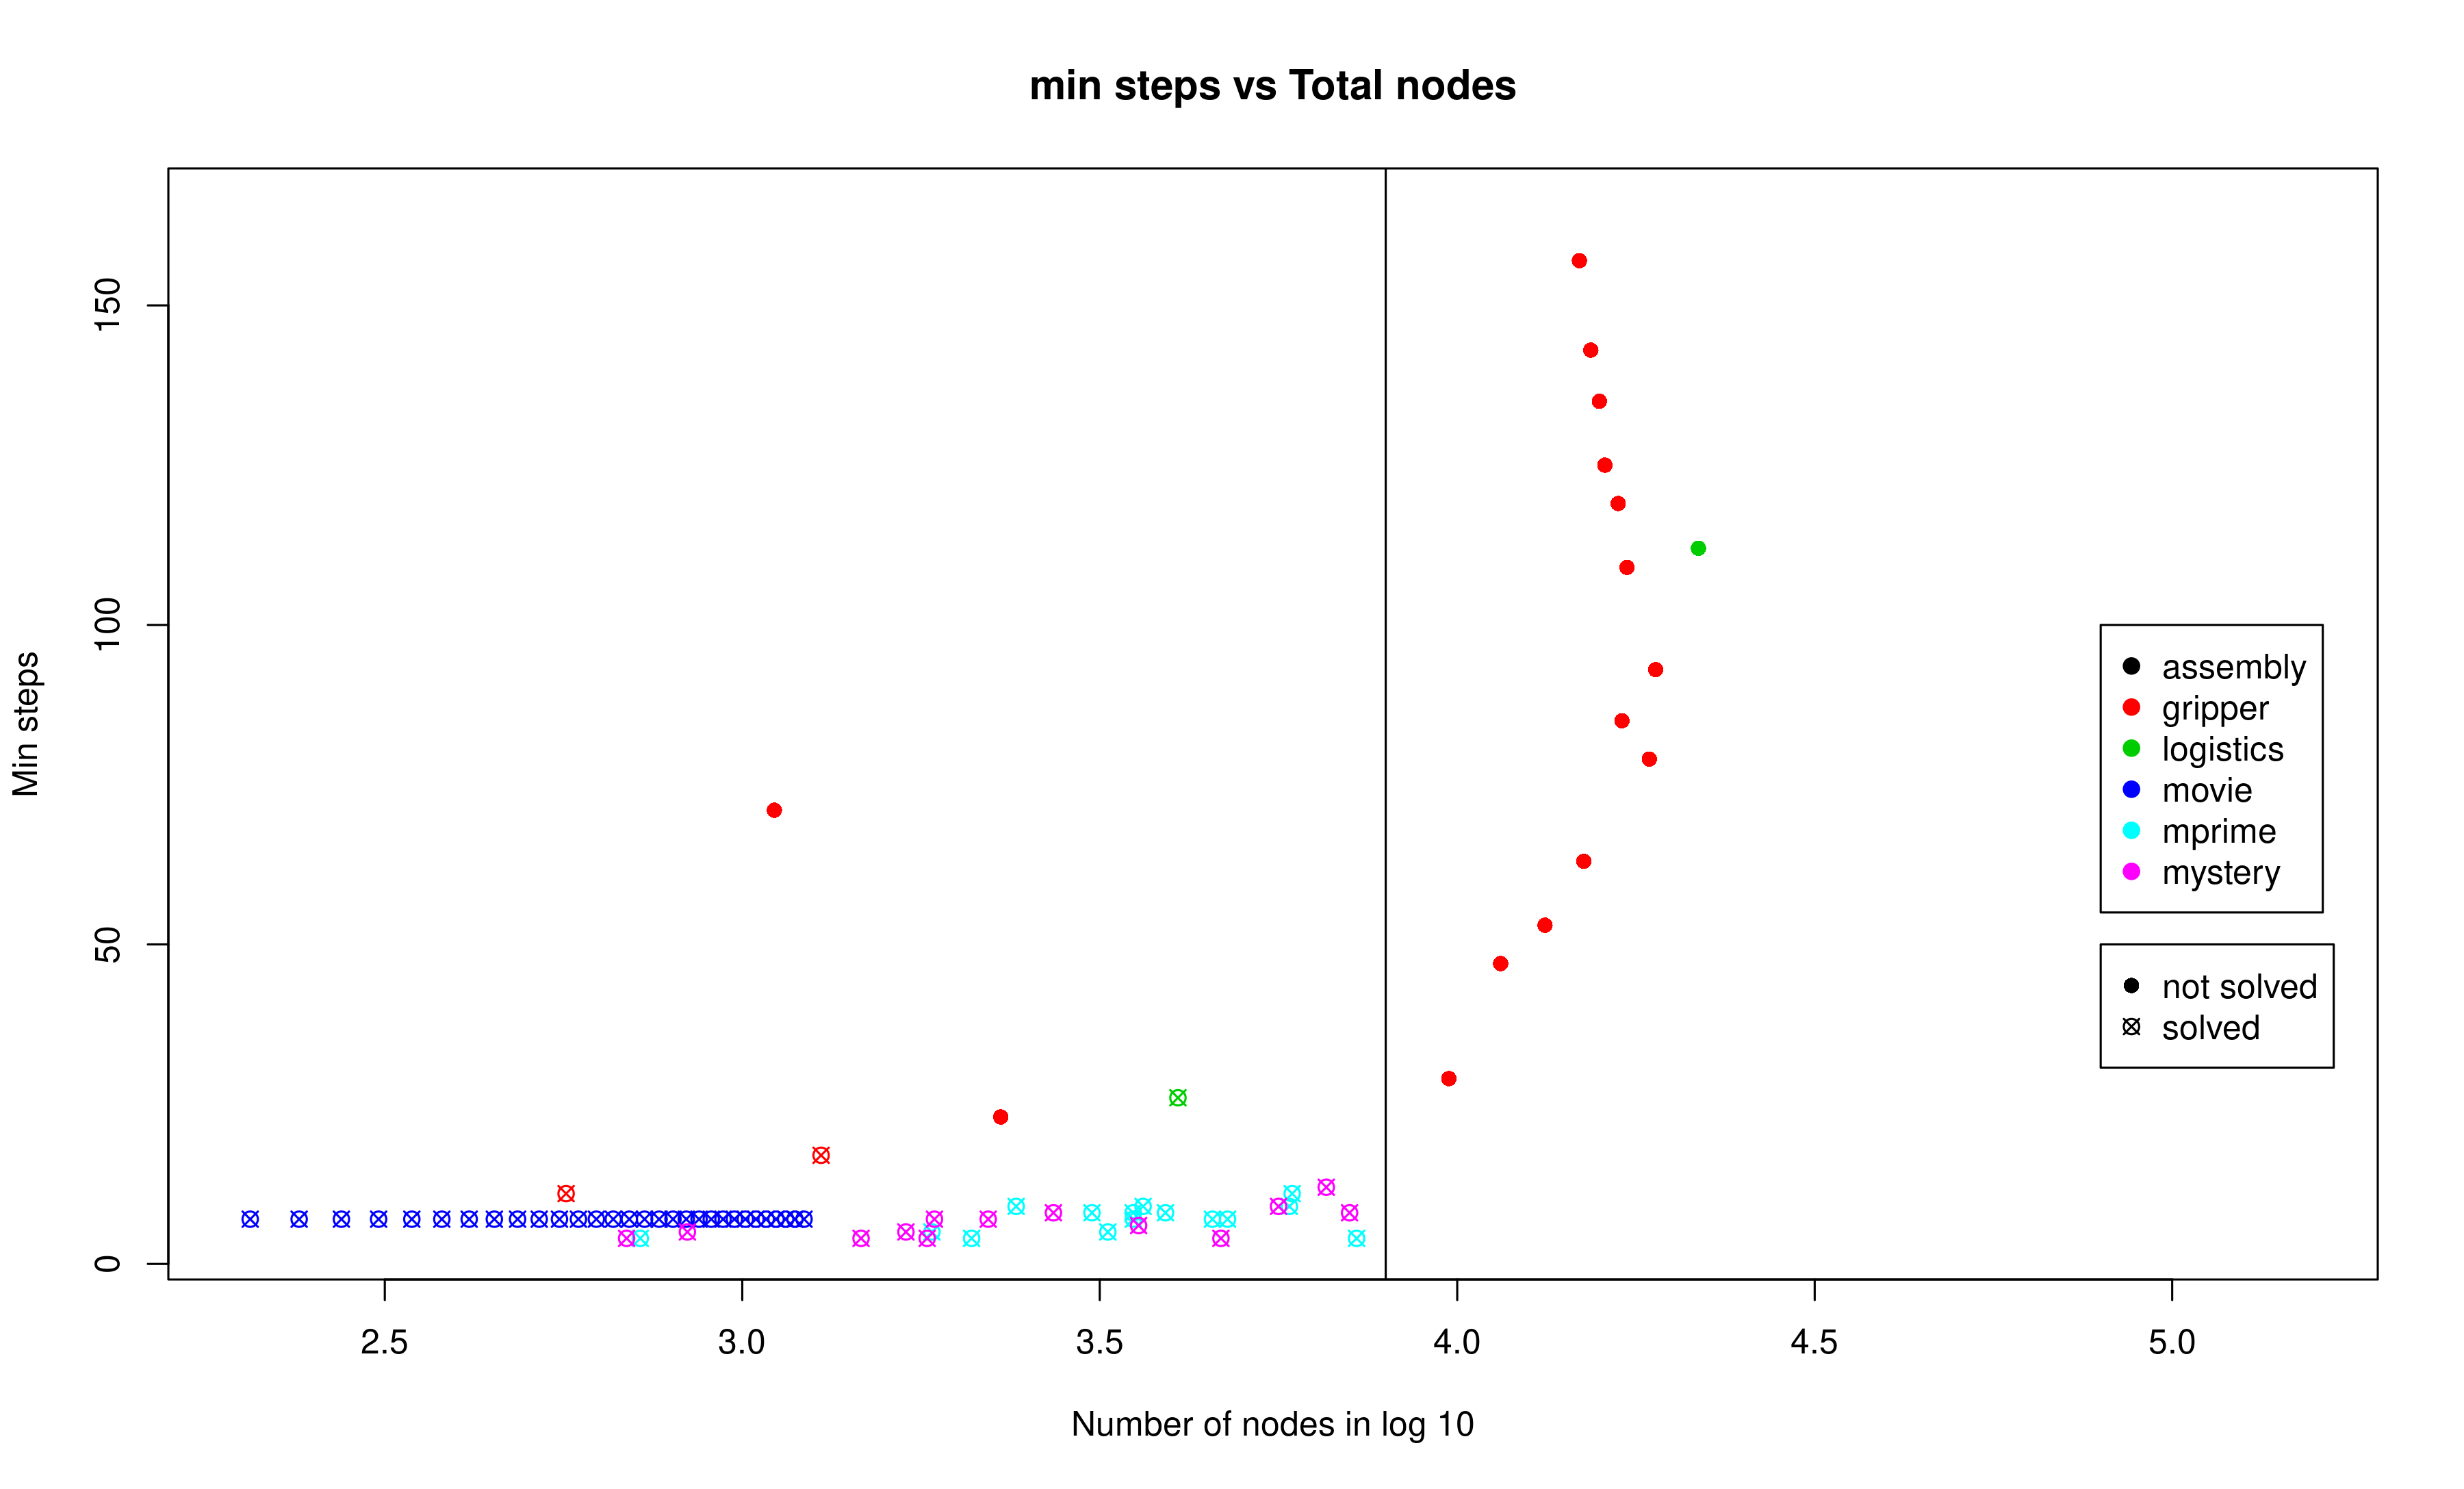 min steps vs Total nodes
Min steps
150
100
50
0
assembly
gripper
logistics
movie
mprime
mystery
not solved
solved
2.5 3.0 3.5 4.0 4.5 5.0
Number of nodes in log 10